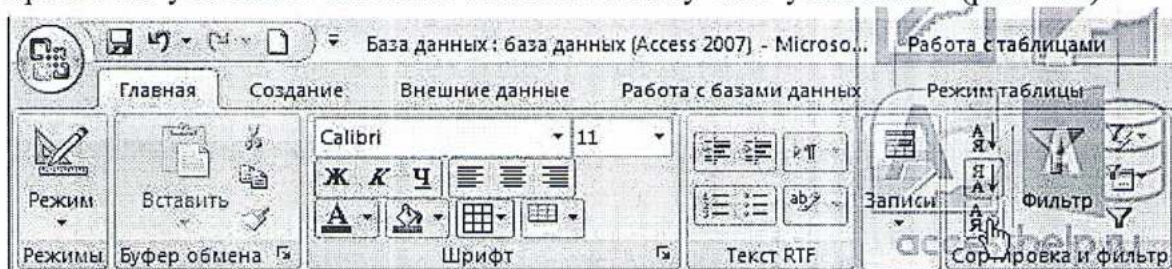 База данных : база данных (Access 2007) - Microso... Работа с таблицами
Главная Создание Внешние данные Работа с базами данных Режим таблицы
Calibri 11
Ж К Ч
Режим Вставить Записи Фильтр
Режимы Буфер обмена Шрифт Текст RTF Сортировка и фильтр